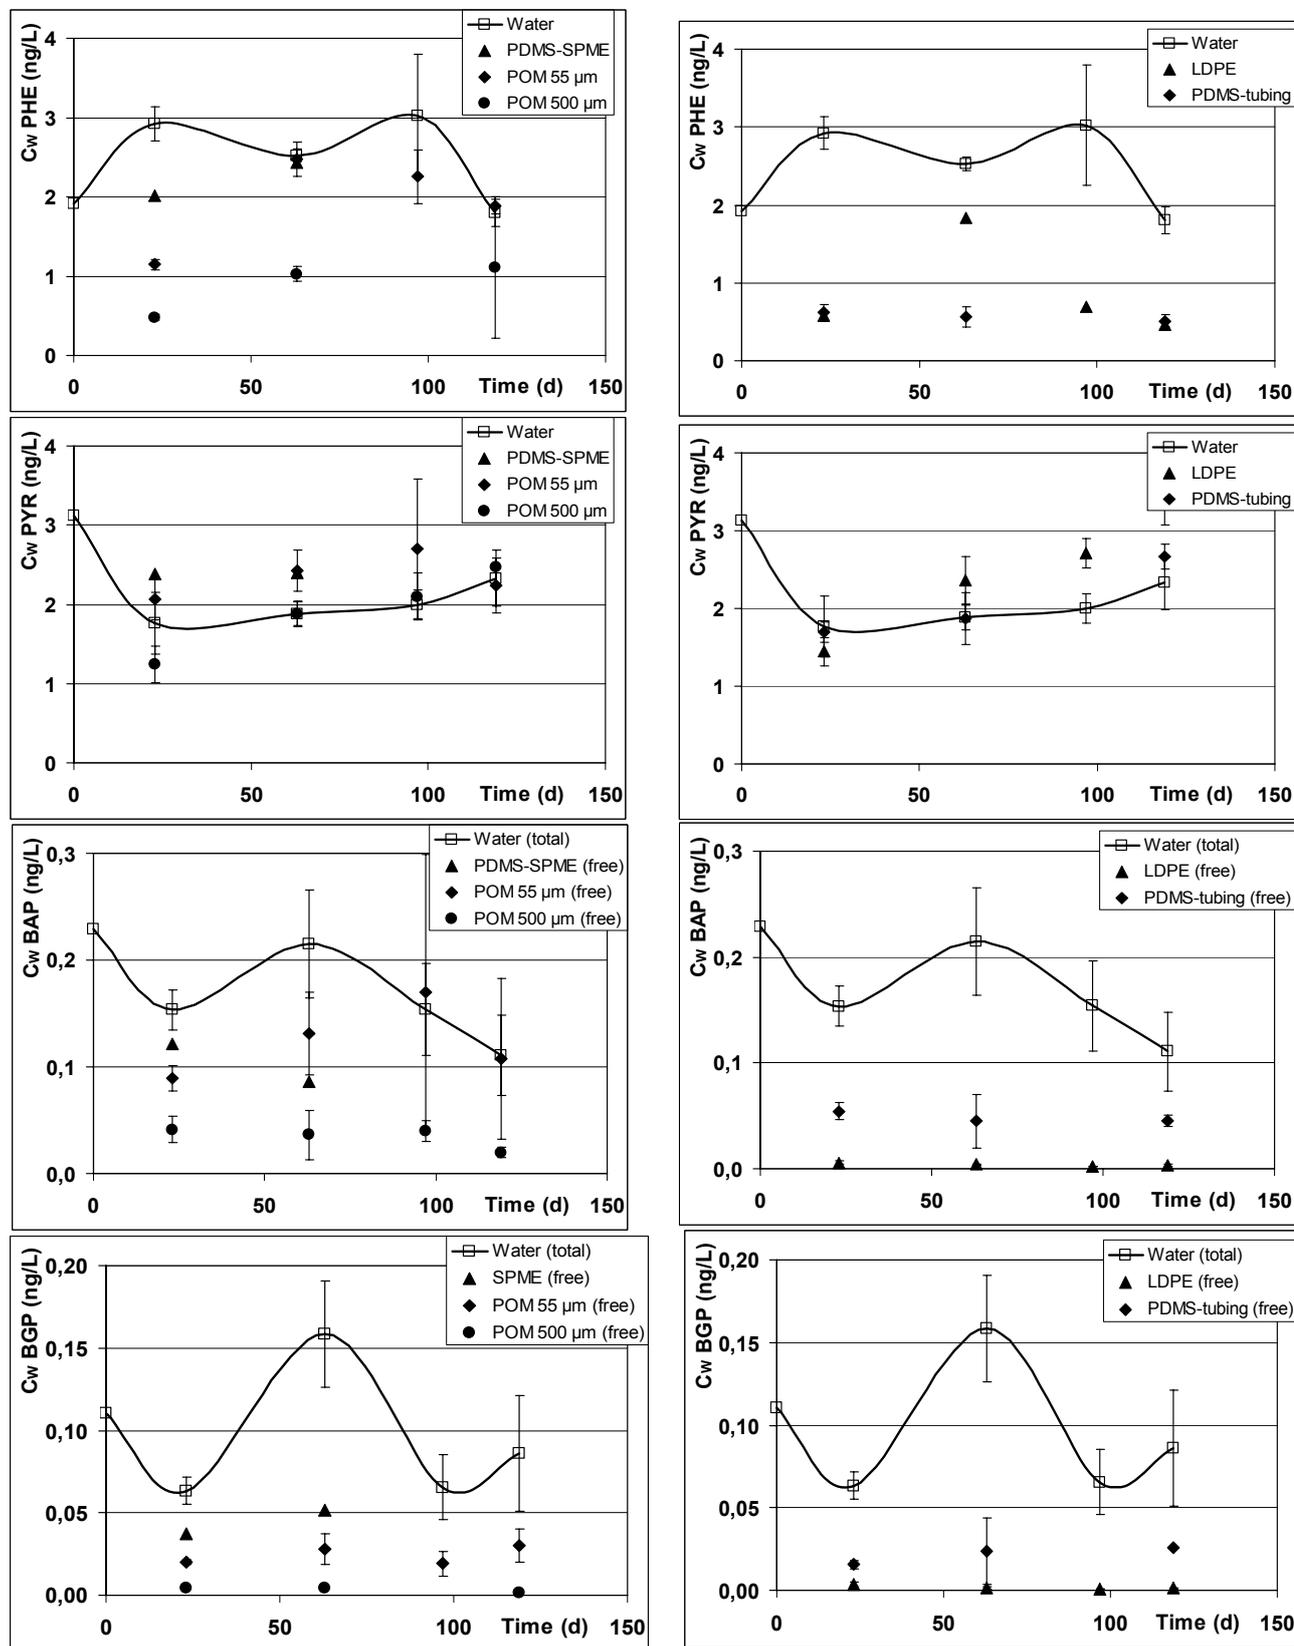 Cw PHE (ng/L)
4
3
2
1
0
0 50 100 Time (d) 150
Water
PDMS-SPME
POM 55 µm
POM 500 µm
Cw PHE (ng/L)
4
3
2
1
0
0 50 100 Time (d) 150
Water
LDPE
PDMS-tubing
Cw PYR (ng/L)
4
3
2
1
0
0 50 100 Time (d) 150
Water
PDMS-SPME
POM 55 µm
POM 500 µm
Cw PYR (ng/L)
4
3
2
1
0
0 50 100 Time (d) 150
Water
LDPE
PDMS-tubing
Cw BAP (ng/L)
0,3
0,2
0,1
0,0
0 50 100 Time (d) 150
Water (total)
PDMS-SPME (free)
POM 55 µm (free)
POM 500 µm (free)
Cw BAP (ng/L)
0,3
0,2
0,1
0,0
0 50 100 Time (d) 150
Water (total)
LDPE (free)
PDMS-tubing (free)
Cw BGP (ng/L)
0,20
0,15
0,10
0,05
0,00
0 50 100 Time (d) 150
Water (total)
SPME (free)
POM 55 µm (free)
POM 500 µm (free)
Cw BGP (ng/L)
0,20
0,15
0,10
0,05
0,00
0 50 100 Time (d) 150
Water (total)
LDPE (free)
PDMS-tubing (free)